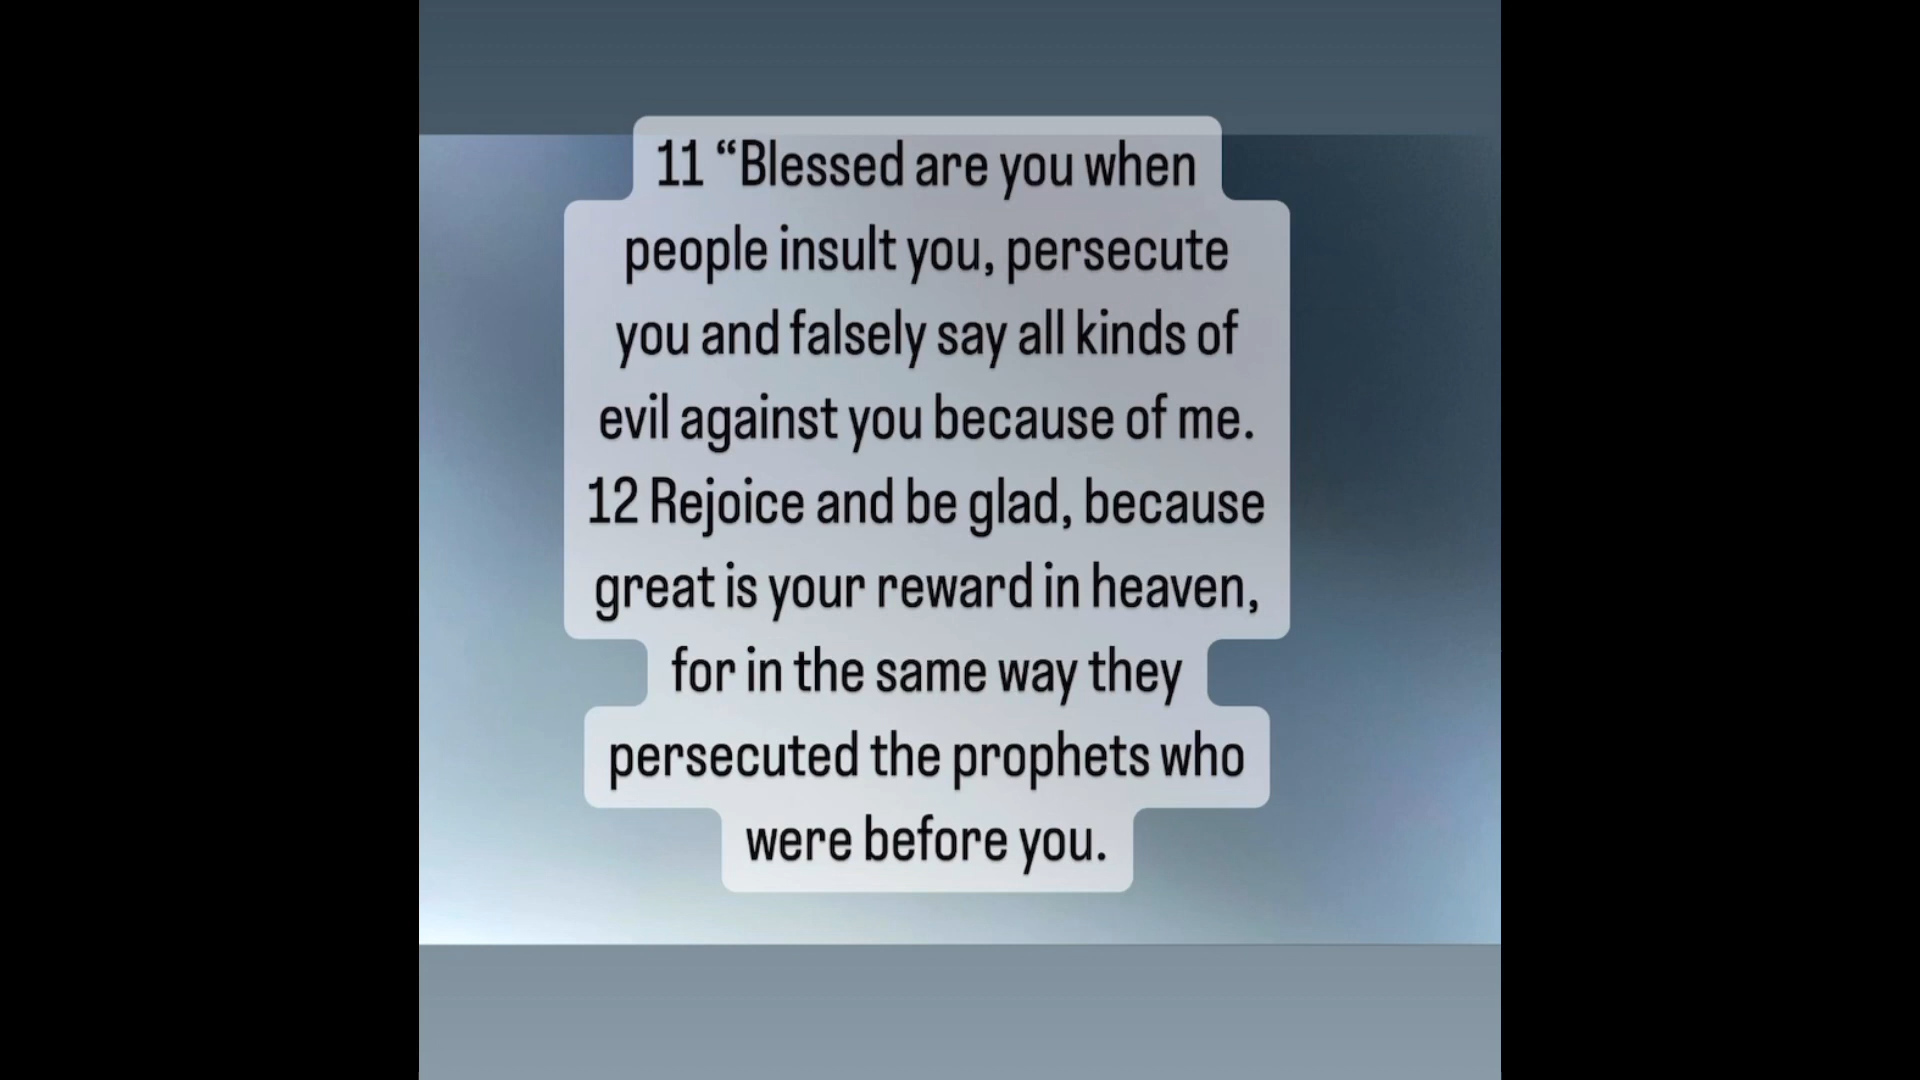 11 “Blessed are you when
people insult you, persecute
you and falsely say all kinds of
evil against you because of me.
12 Rejoice and be glad, because
great is your reward in heaven,
for in the same way they
persecuted the prophets who
were before you.